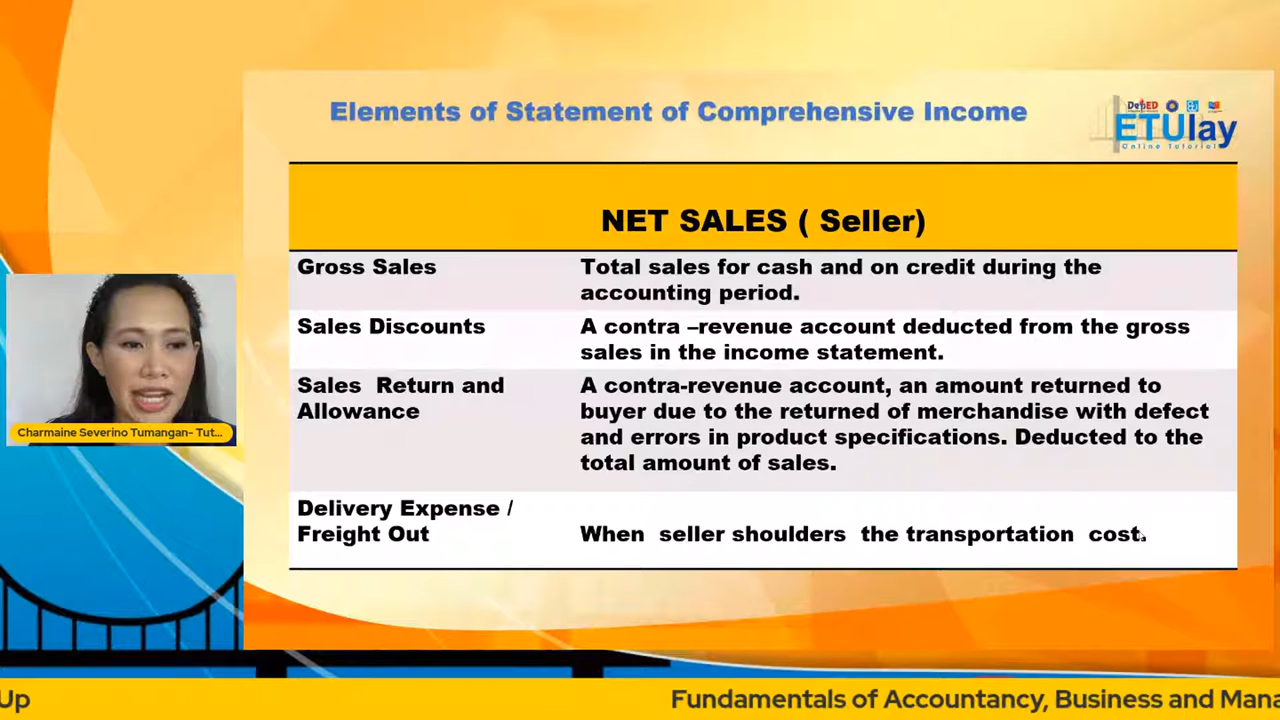 Elements of Statement of Comprehensive Income
DepED
ETUlay
Online Tutorial
NET SALES ( Seller)
Gross Sales
Total sales for cash and on credit during the
accounting period.
Sales Discounts
A contra –revenue account deducted from the gross
sales in the income statement.
Sales Return and
Allowance
A contra-revenue account, an amount returned to
buyer due to the returned of merchandise with defect
and errors in product specifications. Deducted to the
total amount of sales.
Delivery Expense /
Freight Out
When seller shoulders the transportation cost.
Charmaine Severino Tumangan- Tut...
Up
Fundamentals of Accountancy, Business and Mana